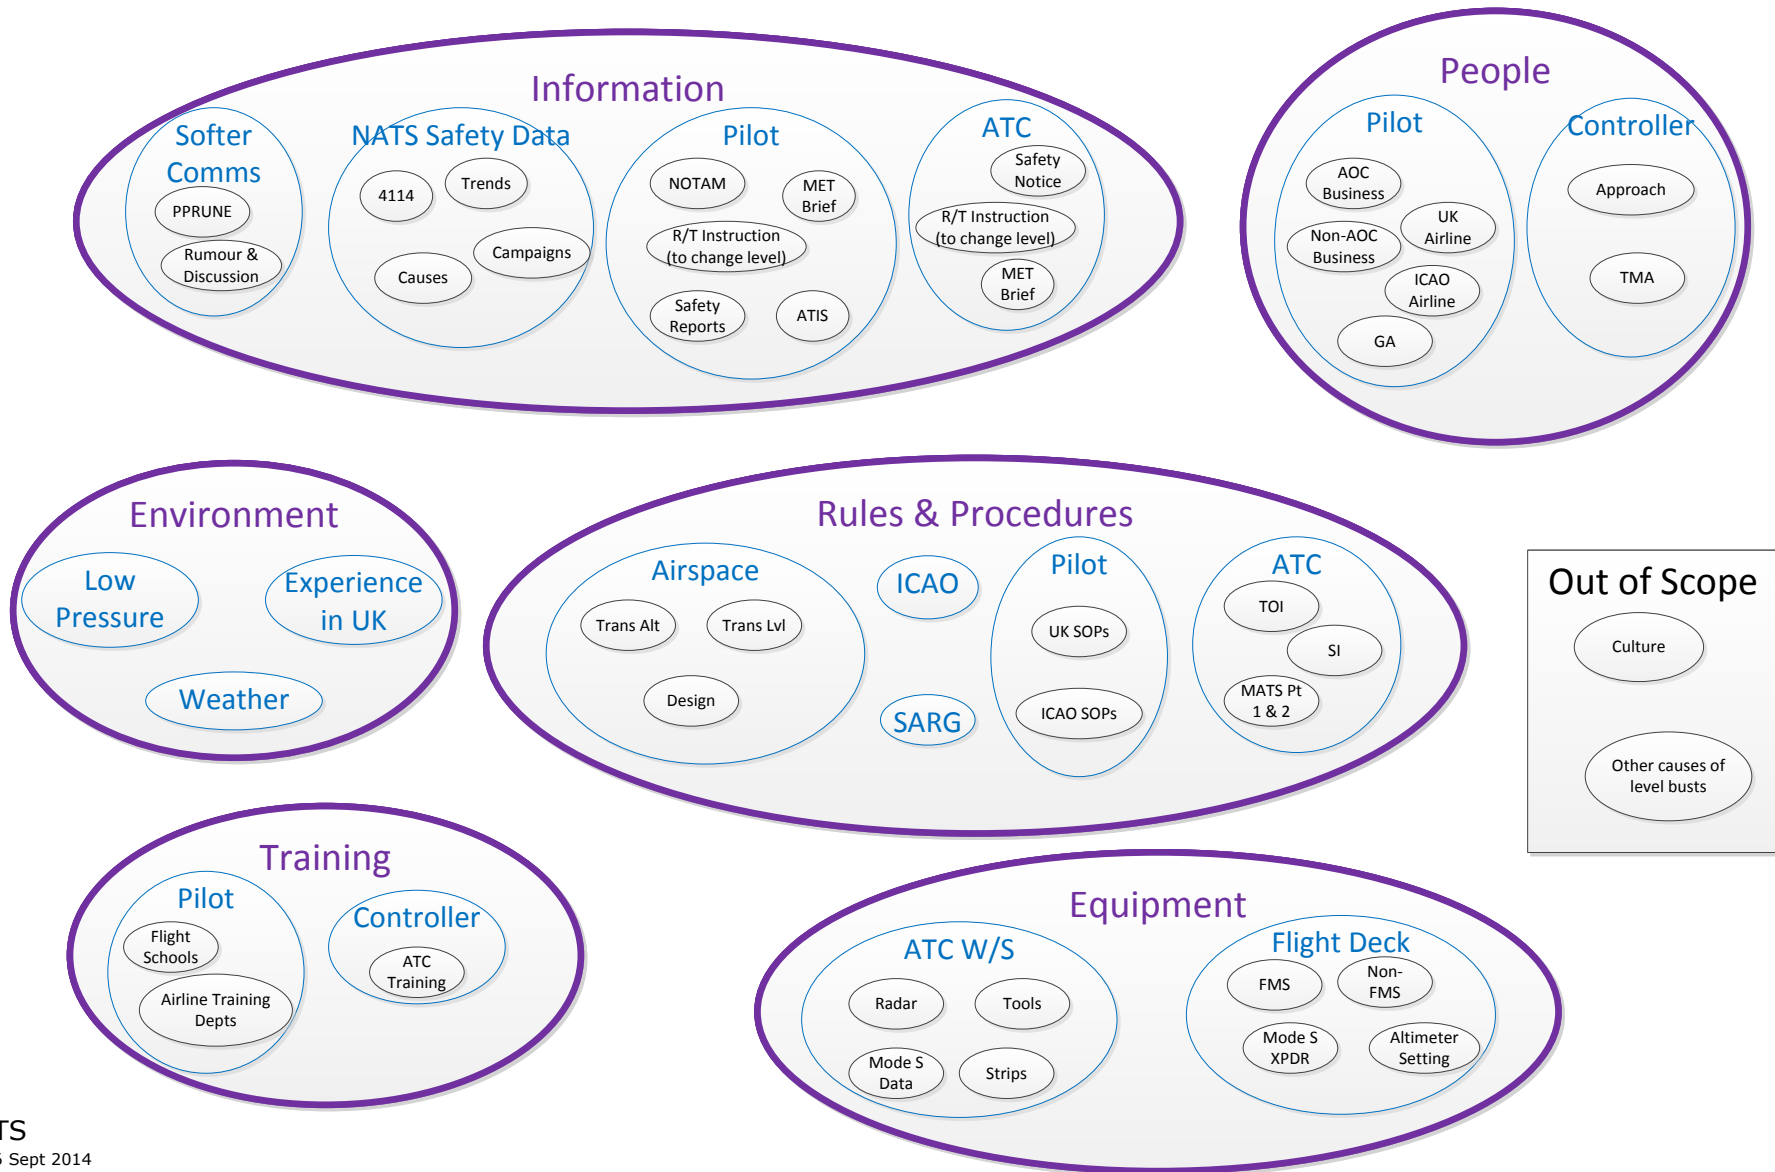 Information
Softer
Comms
PPRUNE
Rumour &
Discussion
NATS Safety Data
4114
Trends
Causes
Campaigns
Pilot
NOTAM
MET
Brief
R/T Instruction
(to change level)
Safety
Reports
ATIS
ATC
Safety
Notice
R/T Instruction
(to change level)
MET
Brief
People
Pilot
AOC
Business
UK
Airline
Non-AOC
Business
ICAO
Airline
GA
Controller
Approach
TMA
Environment
Low
Pressure
Experience
in UK
Weather
Rules & Procedures
Airspace
Trans Alt
Trans Lvl
Design
ICAO
SARG
Pilot
UK SOPs
ICAO SOPs
ATC
TOI
SI
MATS Pt
1 & 2
Out of Scope
Culture
Other causes of
level busts
Training
Pilot
Flight
Schools
Airline Training
Depts
Controller
ATC
Training
Equipment
ATC W/S
Radar
Tools
Mode S
Data
Strips
Flight Deck
FMS
Non-
FMS
Mode S
XPDR
Altimeter
Setting
TS
Sept 2014